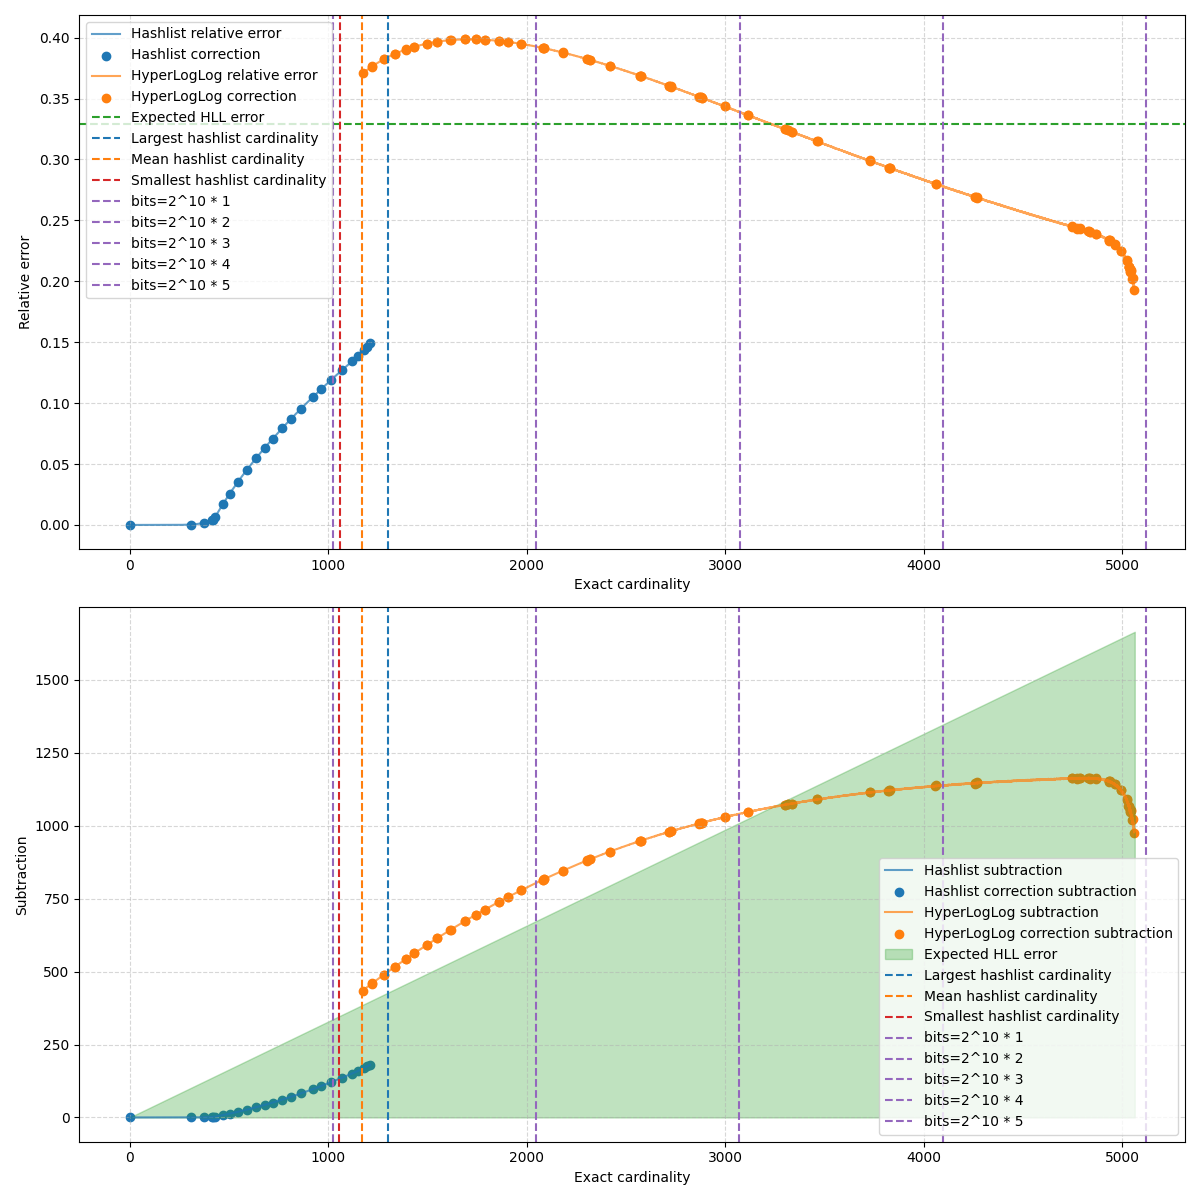 0.40
0.35
0.30
0.25
0.20
0.15
0.10
0.05
0.00
Relative error
Hashlist relative error
Hashlist correction
HyperLogLog relative error
HyperLogLog correction
Expected HLL error
Largest hashlist cardinality
Mean hashlist cardinality
Smallest hashlist cardinality
bits=2^10 * 1
bits=2^10 * 2
bits=2^10 * 3
bits=2^10 * 4
bits=2^10 * 5
0 1000 2000 3000 4000 5000
Exact cardinality
1500
1250
1000
750
500
250
0
Subtraction
Hashlist subtraction
Hashlist correction subtraction
HyperLogLog subtraction
HyperLogLog correction subtraction
Expected HLL error
Largest hashlist cardinality
Mean hashlist cardinality
Smallest hashlist cardinality
bits=2^10 * 1
bits=2^10 * 2
bits=2^10 * 3
bits=2^10 * 4
bits=2^10 * 5
0 1000 2000 3000 4000 5000
Exact cardinality